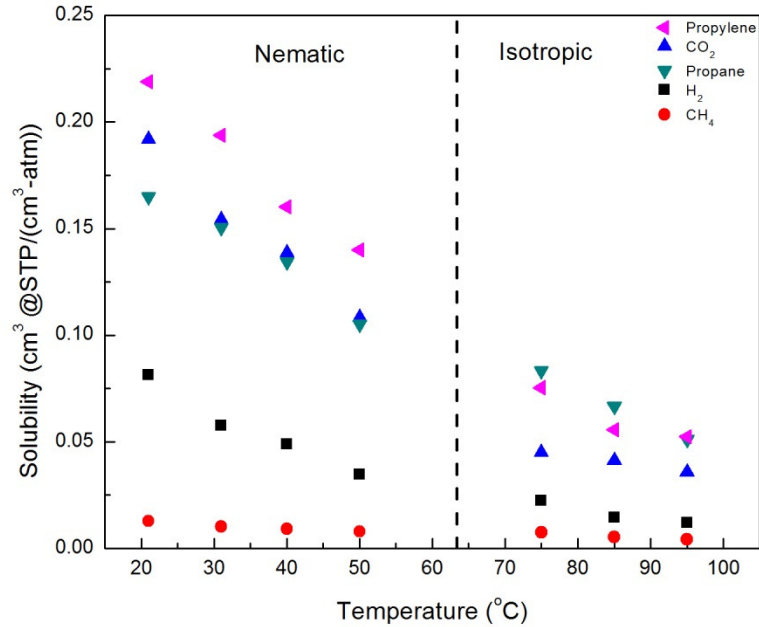 Nematic
Isotropic
Propylene
CO₂
Propane
H₂
CH₄
Solubility (cm³ @STP/(cm³-atm))
0.25
0.20
0.15
0.10
0.05
0.00
20 30 40 50 60 70 80 90 100
Temperature (°C)